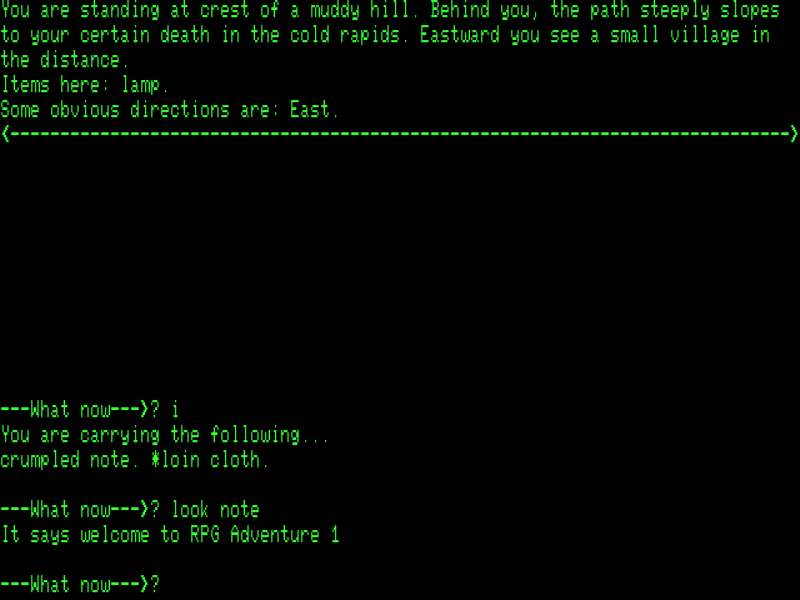 You are standing at crest of a muddy hill. Behind you, the path steeply slopes
to your certain death in the cold rapids. Eastward you see a small village in
the distance.
Items here: lamp.
Some obvious directions are: East.
<------------------------------------------------------------------------------>
---What now--->? i
You are carrying the following...
crumpled note. *loin cloth.
---What now--->? look note
It says welcome to RPG Adventure 1
---What now--->?